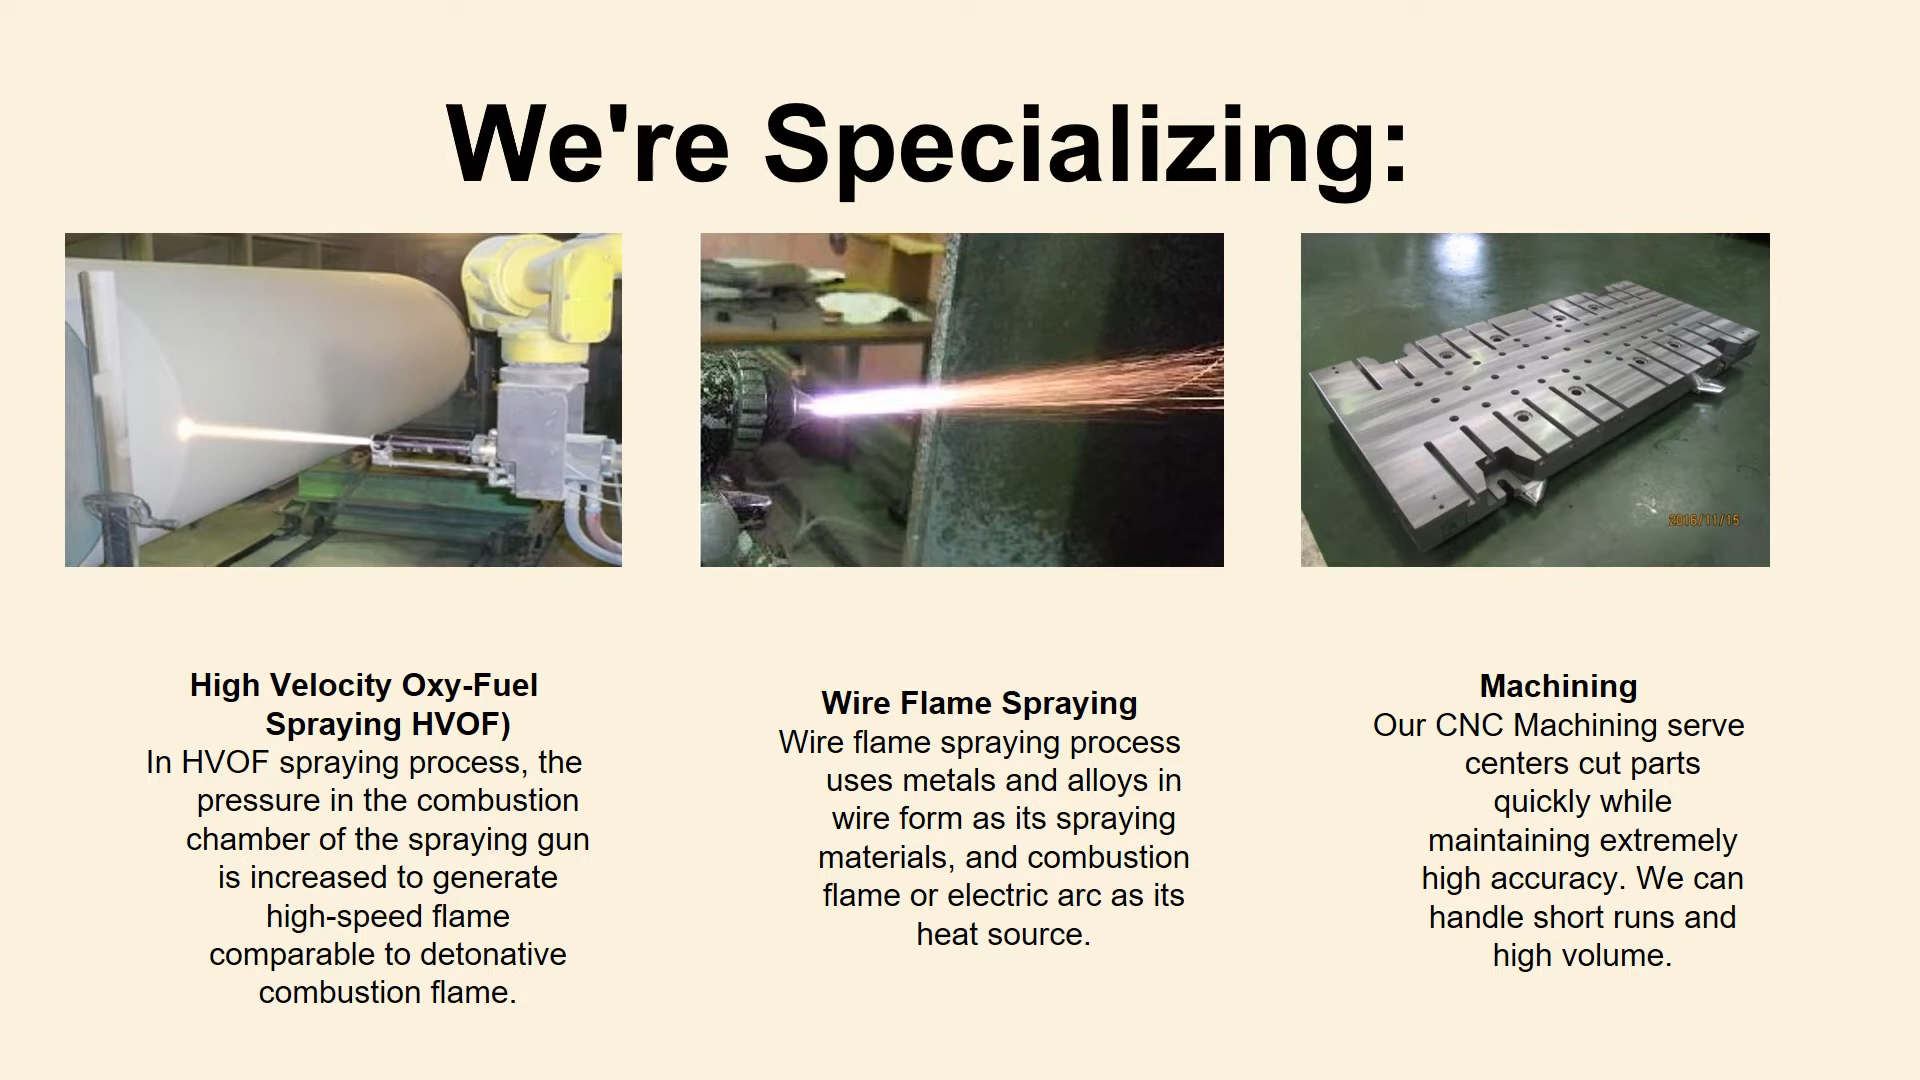 We're Specializing:
2016/11/15
High Velocity Oxy-Fuel
Spraying HVOF)
In HVOF spraying process, the
pressure in the combustion
chamber of the spraying gun
is increased to generate
high-speed flame
comparable to detonative
combustion flame.
Wire Flame Spraying
Wire flame spraying process
uses metals and alloys in
wire form as its spraying
materials, and combustion
flame or electric arc as its
heat source.
Machining
Our CNC Machining serve
centers cut parts
quickly while
maintaining extremely
high accuracy. We can
handle short runs and
high volume.